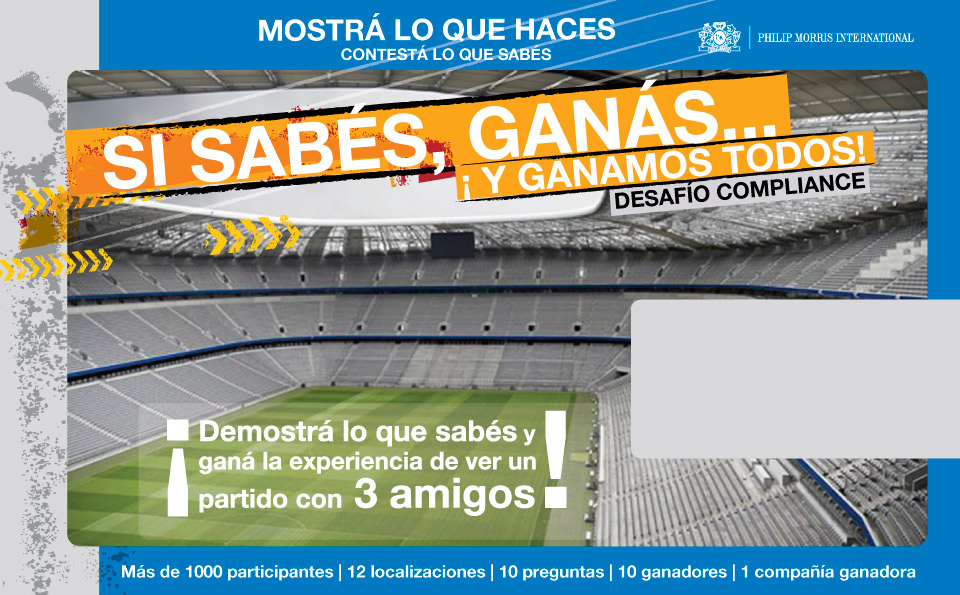 MOSTRÁ LO QUE HACES
CONTESTÁ LO QUE SABÉS
PHILIP MORRIS INTERNATIONAL
SI SABÉS, GANÁS...
¡ Y GANAMOS TODOS!
DESAFÍO COMPLIANCE
¡Demostrá lo que sabés y
ganá la experiencia de ver un
partido con 3 amigos!
Más de 1000 participantes | 12 localizaciones | 10 preguntas | 10 ganadores | 1 compañía ganadora